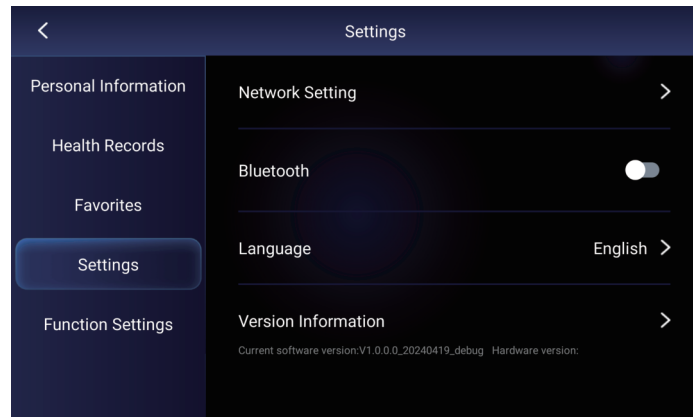 Settings
Personal Information
Health Records
Favorites
Settings
Function Settings
Network Setting
Bluetooth
Language English
Version Information
Current software version:V1.0.0.0_20240419_debug Hardware version: